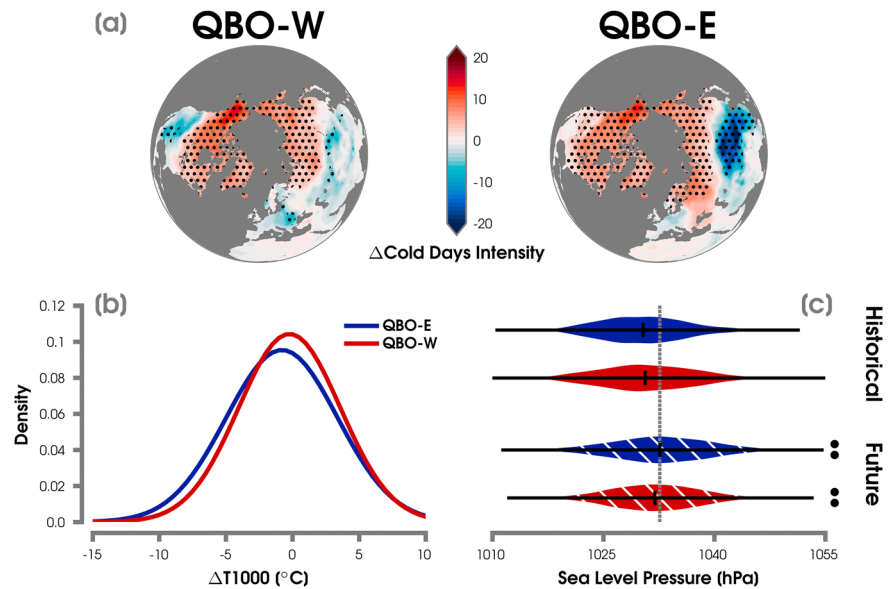 (a)
QBO-W
QBO-E
20
10
0
-10
-20
ΔCold Days Intensity
(b)
0.12
0.1
0.08
0.06
0.04
0.02
0.0
Density
QBO-E
QBO-W
-15
-10
-5
0
5
10
ΔT1000 (°C)
(c)
Historical
Future
1010
1025
1040
1055
Sea Level Pressure (hPa)